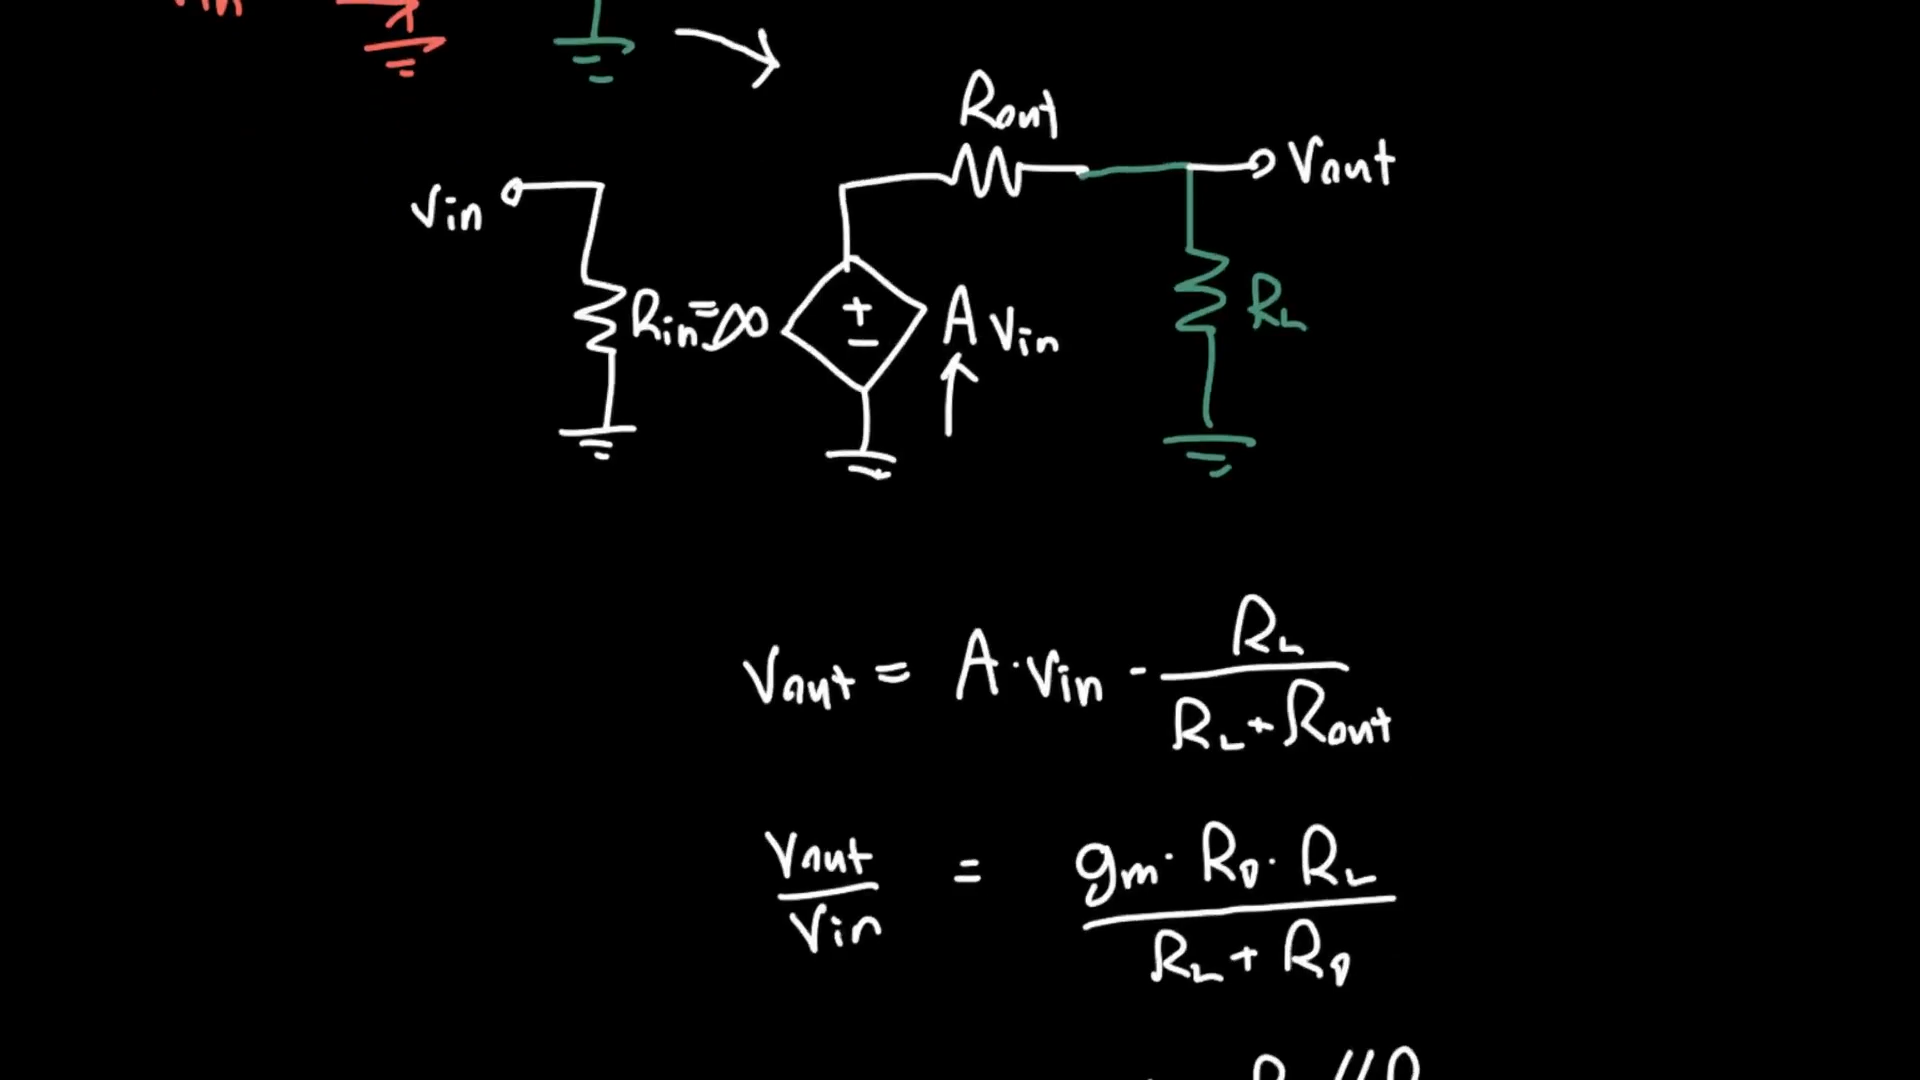 Rout
Vout
Vin
Rin=∞
+
−
A Vin
RL
Vout = A·Vin · RL / (RL + Rout)
Vout / Vin = gm · RD · RL / (RL + RD)